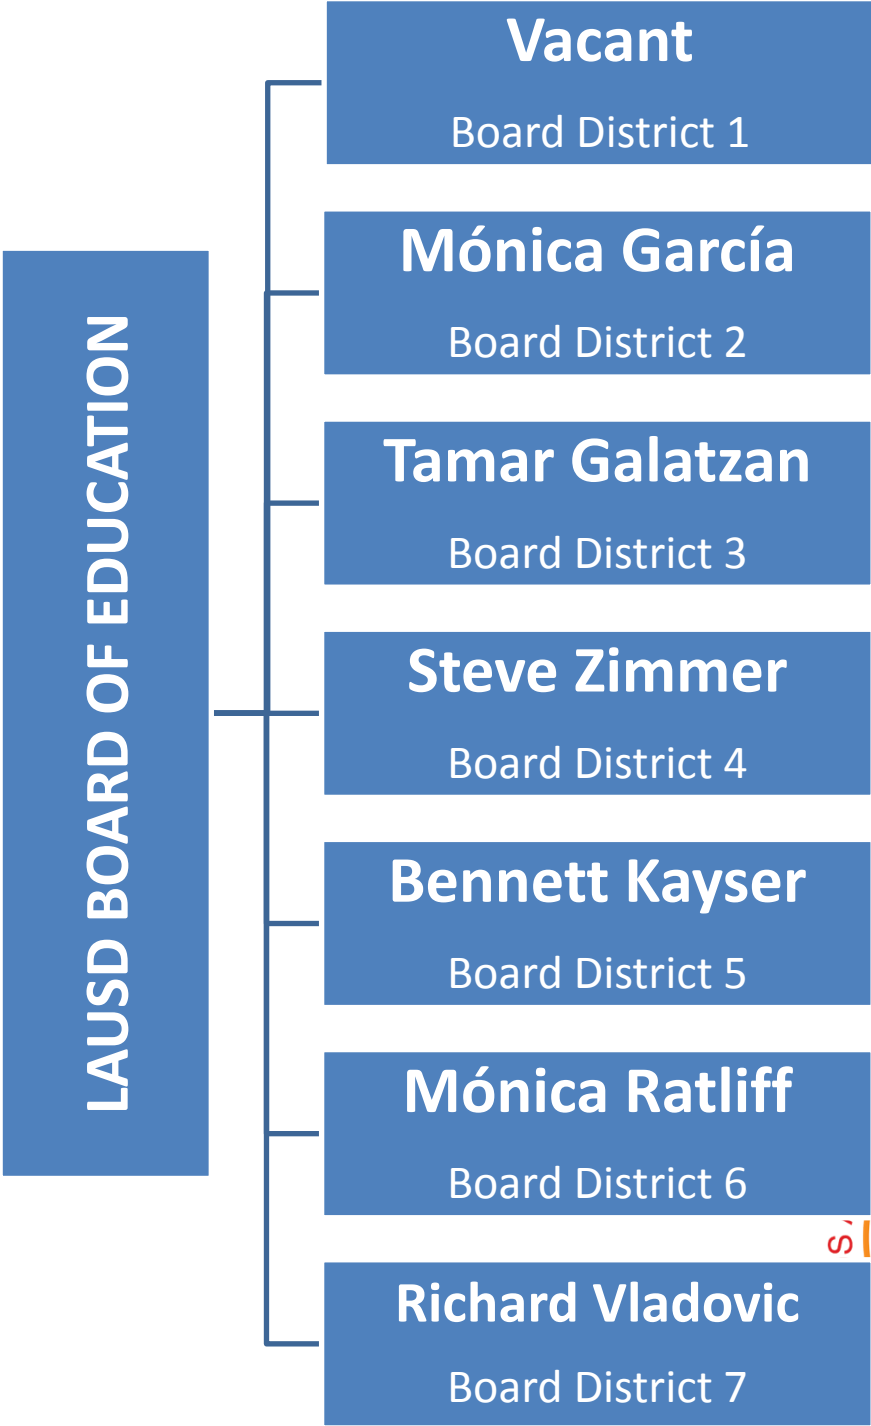 LAUSD BOARD OF EDUCATION
Vacant
Board District 1
Mónica García
Board District 2
Tamar Galatzan
Board District 3
Steve Zimmer
Board District 4
Bennett Kayser
Board District 5
Mónica Ratliff
Board District 6
Richard Vladovic
Board District 7